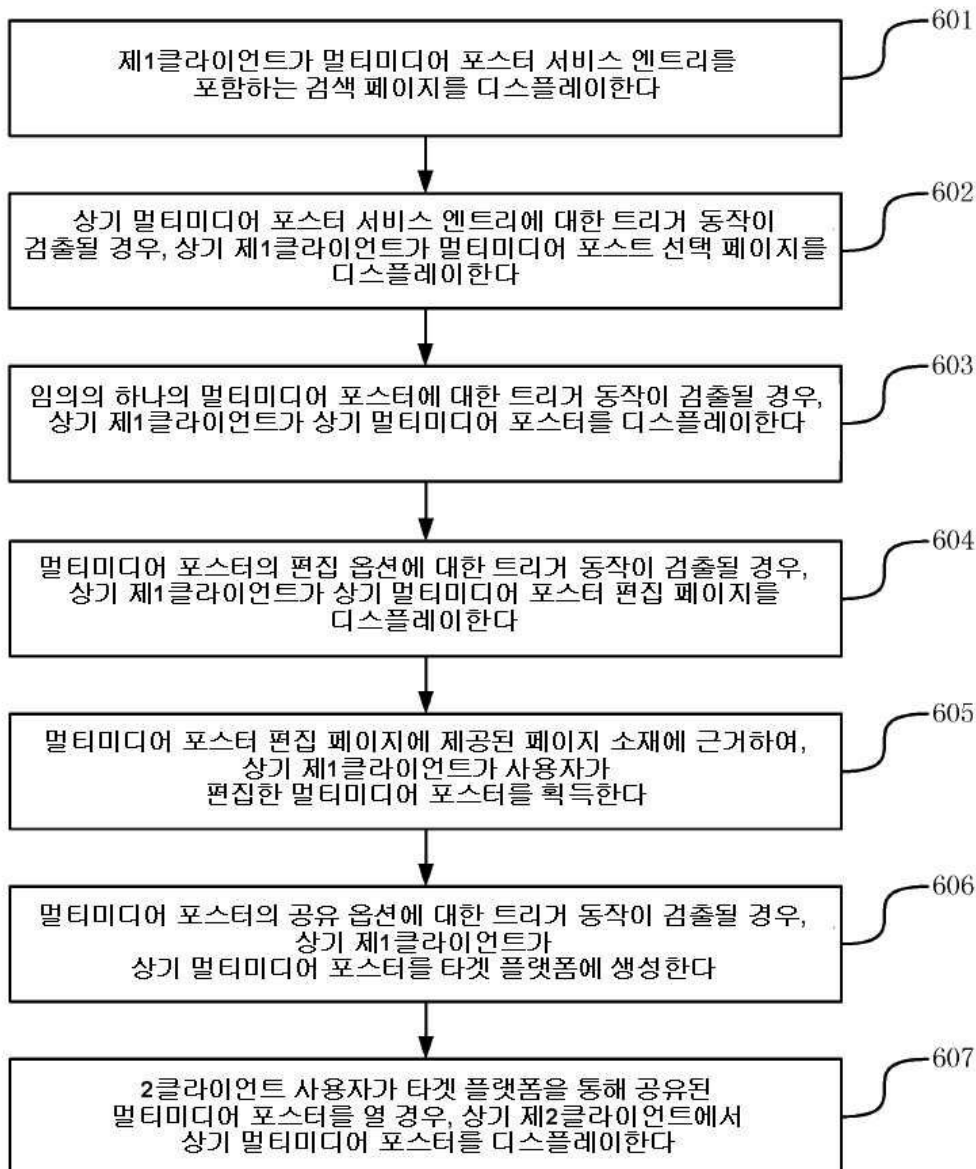 제1클라이언트가 멀티미디어 포스터 서비스 엔트리를
포함하는 검색 페이지를 디스플레이한다
601
상기 멀티미디어 포스터 서비스 엔트리에 대한 트리거 동작이
검출될 경우, 상기 제1클라이언트가 멀티미디어 포스트 선택 페이지를
디스플레이한다
602
임의의 하나의 멀티미디어 포스터에 대한 트리거 동작이 검출될 경우,
상기 제1클라이언트가 상기 멀티미디어 포스터를 디스플레이한다
603
멀티미디어 포스터의 편집 옵션에 대한 트리거 동작이 검출될 경우,
상기 제1클라이언트가 상기 멀티미디어 포스터 편집 페이지를
디스플레이한다
604
멀티미디어 포스터 편집 페이지에 제공된 페이지 소재에 근거하여,
상기 제1클라이언트가 사용자가
편집한 멀티미디어 포스터를 획득한다
605
멀티미디어 포스터의 공유 옵션에 대한 트리거 동작이 검출될 경우,
상기 제1클라이언트가
상기 멀티미디어 포스터를 타겟 플랫폼에 생성한다
606
2클라이언트 사용자가 타겟 플랫폼을 통해 공유된
멀티미디어 포스터를 열 경우, 상기 제2클라이언트에서
상기 멀티미디어 포스터를 디스플레이한다
607